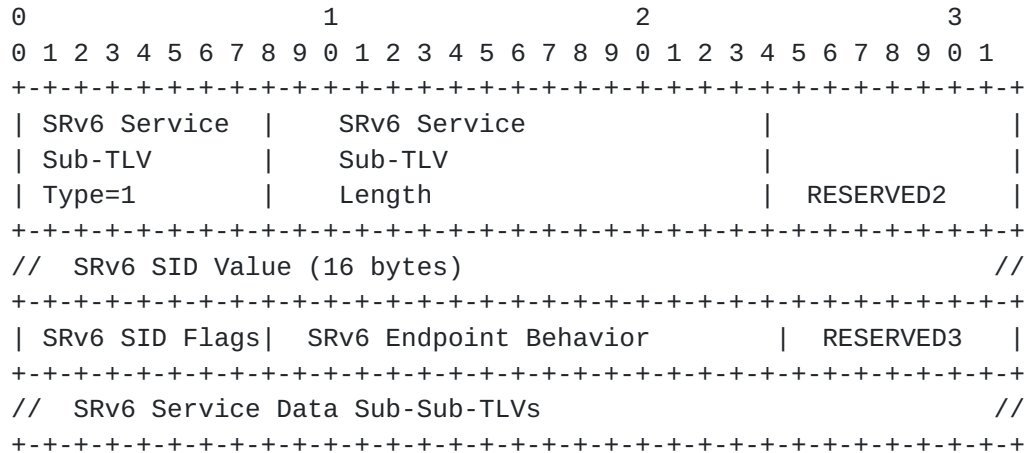 0                   1                   2                   3
0 1 2 3 4 5 6 7 8 9 0 1 2 3 4 5 6 7 8 9 0 1 2 3 4 5 6 7 8 9 0 1
+-+-+-+-+-+-+-+-+-+-+-+-+-+-+-+-+-+-+-+-+-+-+-+-+-+-+-+-+-+-+-+-+
| SRv6 Service  |    SRv6 Service               |               |
| Sub-TLV       |    Sub-TLV                    |               |
| Type=1        |    Length                     |  RESERVED2    |
+-+-+-+-+-+-+-+-+-+-+-+-+-+-+-+-+-+-+-+-+-+-+-+-+-+-+-+-+-+-+-+-+
//  SRv6 SID Value (16 bytes)                                  //
+-+-+-+-+-+-+-+-+-+-+-+-+-+-+-+-+-+-+-+-+-+-+-+-+-+-+-+-+-+-+-+-+
| SRv6 SID Flags|  SRv6 Endpoint Behavior        |  RESERVED3   |
+-+-+-+-+-+-+-+-+-+-+-+-+-+-+-+-+-+-+-+-+-+-+-+-+-+-+-+-+-+-+-+-+
//  SRv6 Service Data Sub-Sub-TLVs                             //
+-+-+-+-+-+-+-+-+-+-+-+-+-+-+-+-+-+-+-+-+-+-+-+-+-+-+-+-+-+-+-+-+